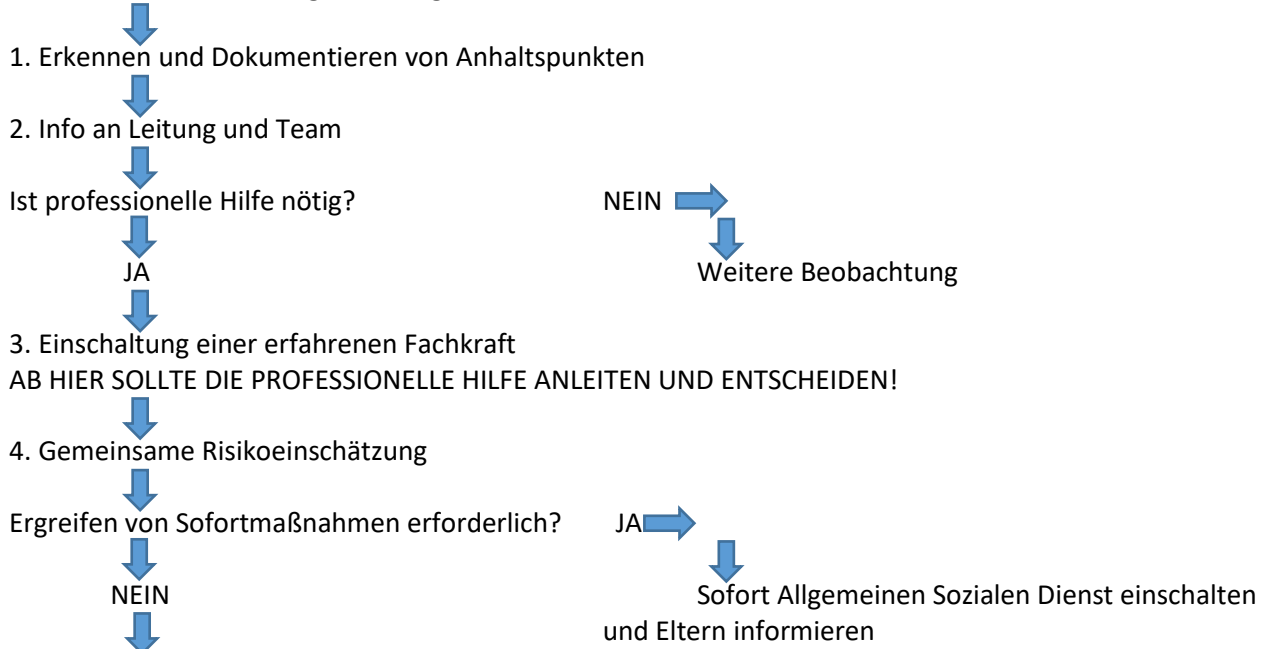 1. Erkennen und Dokumentieren von Anhaltspunkten
2. Info an Leitung und Team
Ist professionelle Hilfe nötig? NEIN
JA Weitere Beobachtung
3. Einschaltung einer erfahrenen Fachkraft
AB HIER SOLLTE DIE PROFESSIONELLE HILFE ANLEITEN UND ENTSCHEIDEN!
4. Gemeinsame Risikoeinschätzung
Ergreifen von Sofortmaßnahmen erforderlich? JA
NEIN Sofort Allgemeinen Sozialen Dienst einschalten
und Eltern informieren